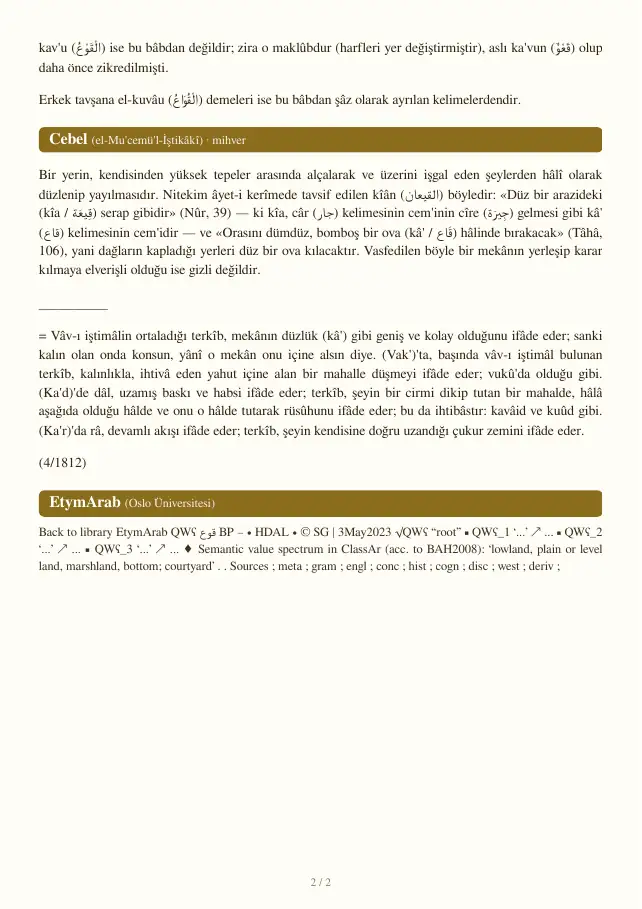 kav'u (الْقَوْعُ) ise bu bâbdan değildir; zira o maklûbdur (harfleri yer değiştirmiştir), aslı ka'vun (قَعْوٌ) olup
daha önce zikredilmişti.
Erkek tavşana el-kuvâu (الْقُوَاعُ) demeleri ise bu bâbdan şâz olarak ayrılan kelimelerdendir.
Cebel (el-Mu'cemü'l-İştikâkî) · mihver
Bir yerin, kendisinden yüksek tepeler arasında alçalarak ve üzerini işgal eden şeylerden hâlî olarak
düzlenip yayılmasıdır. Nitekim âyet-i kerîmede tavsif edilen kîân (القيعان) böyledir: «Düz bir arazideki
(kîa / قِيعَة) serap gibidir» (Nûr, 39) — ki kîa, câr (جار) kelimesinin cem'inin cîre (جِيرَة) gelmesi gibi kâ'
(قاع) kelimesinin cem'idir — ve «Orasını dümdüz, bomboş bir ova (kâ' / قَاع) hâlinde bırakacak» (Tâhâ,
106), yani dağların kapladığı yerleri düz bir ova kılacaktır. Vasfedilen böyle bir mekânın yerleşip karar
kılmaya elverişli olduğu ise gizli değildir.
___________
= Vâv-ı iştimâlin ortaladığı terkîb, mekânın düzlük (kâ') gibi geniş ve kolay olduğunu ifâde eder; sanki
kalın olan onda konsun, yânî o mekân onu içine alsın diye. (Vak')'ta, başında vâv-ı iştimâl bulunan
terkîb, kalınlıkla, ihtivâ eden yahut içine alan bir mahalle düşmeyi ifâde eder; vukû'da olduğu gibi.
(Ka'd)'de dâl, uzamış baskı ve habsi ifâde eder; terkîb, şeyin bir cirmi dikip tutan bir mahalde, hâlâ
aşağıda olduğu hâlde ve onu o hâlde tutarak rüsûhunu ifâde eder; bu da ihtibâstır: kavâid ve kuûd gibi.
(Ka'r)'da râ, devamlı akışı ifâde eder; terkîb, şeyin kendisine doğru uzandığı çukur zemini ifâde eder.
(4/1812)
EtymArab (Oslo Üniversitesi)
Back to library EtymArab QWʕ قوع BP – • HDAL • © SG | 3May2023 √QWʕ “root” ▪ QWʕ_1 ‘...‘ ↗ ... ▪ QWʕ_2
‘...’ ↗ ... ▪ QWʕ_3 ‘...’ ↗ ... ♦ Semantic value spectrum in ClassAr (acc. to BAH2008): ‘lowland, plain or level
land, marshland, bottom; courtyard’ . . Sources ; meta ; gram ; engl ; conc ; hist ; cogn ; disc ; west ; deriv ;
2 / 2